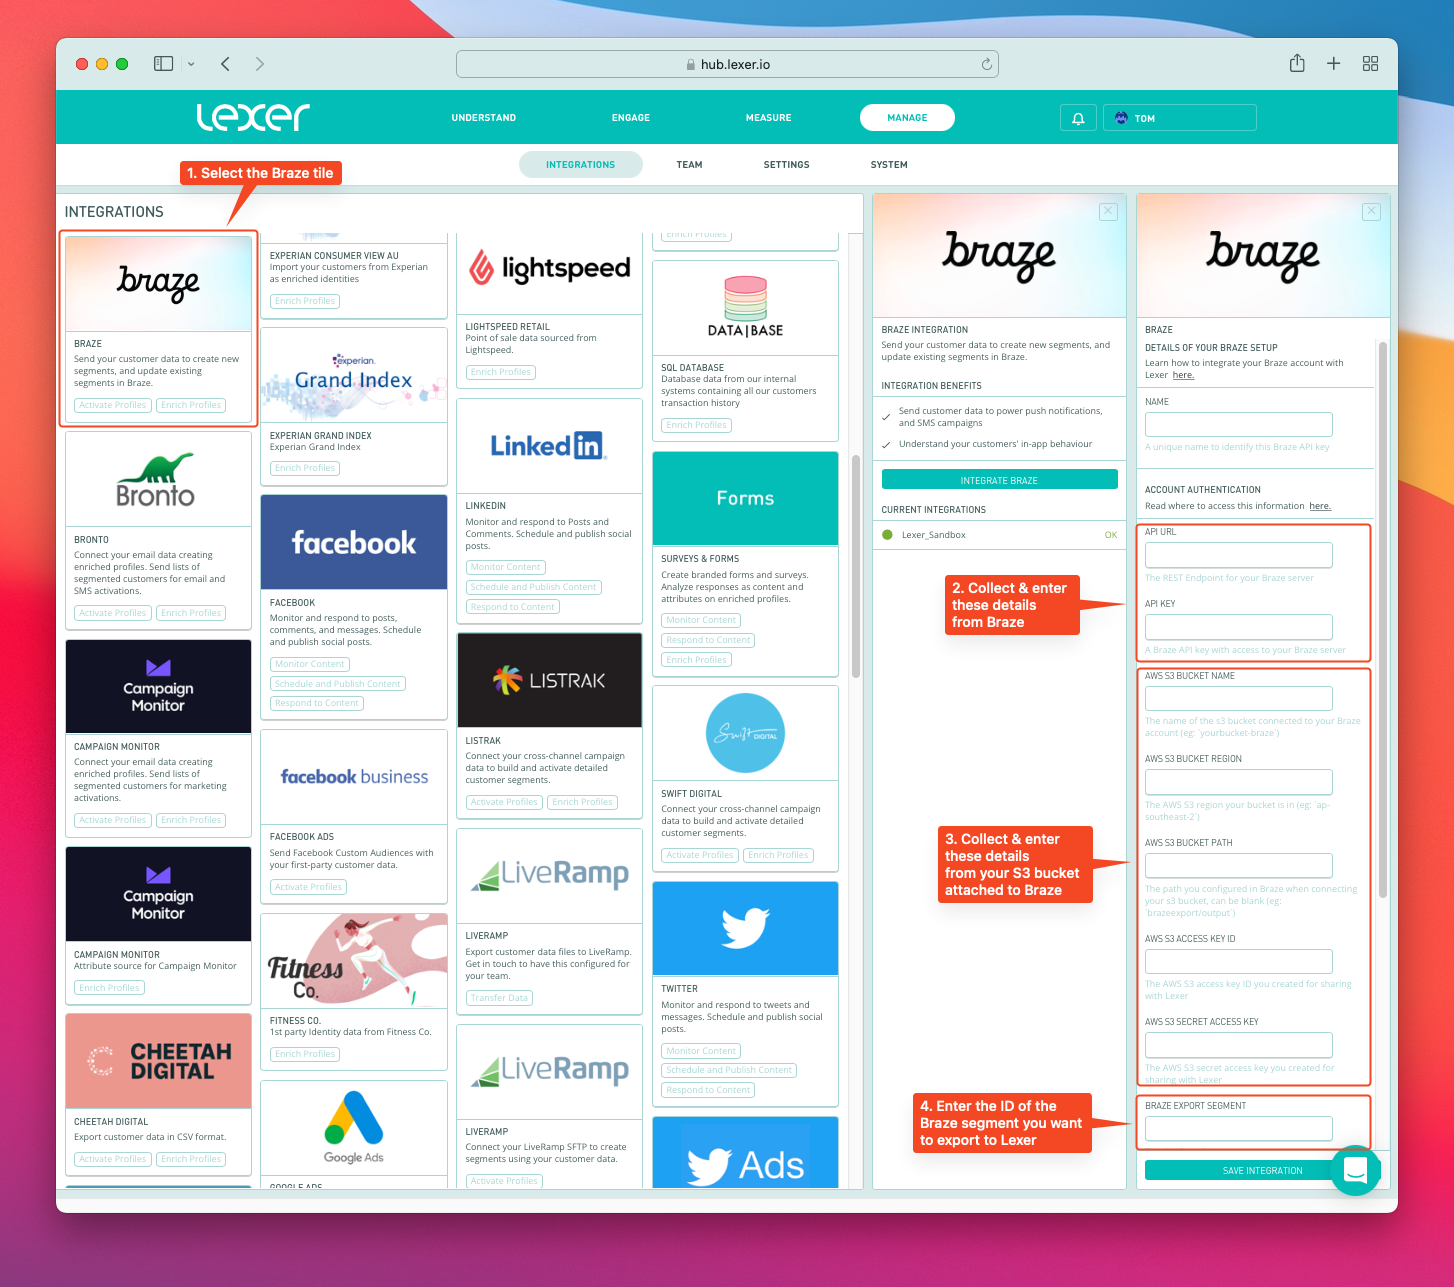 hub.lexer.io
Lexer
UNDERSTAND
ENGAGE
MEASURE
MANAGE
TOM
INTEGRATIONS
TEAM
SETTINGS
SYSTEM
1. Select the Braze tile
INTEGRATIONS
braze
BRAZE
Send your customer data to create new
segments, and update existing
segments in Braze.
Activate Profiles
Enrich Profiles
Bronto
BRONTO
Connect your email data creating
enriched profiles. Send lists of
segmented customers for email and
SMS activations.
Activate Profiles
Enrich Profiles
Campaign
Monitor
CAMPAIGN MONITOR
Connect your email data creating
enriched profiles. Send lists of
segmented customers for marketing
activations.
Activate Profiles
Enrich Profiles
Campaign
Monitor
CAMPAIGN MONITOR
Attribute source for Campaign Monitor
Enrich Profiles
CHEETAH
DIGITAL
CHEETAH DIGITAL
Export customer data in CSV format.
Activate Profiles
Enrich Profiles
EXPERIAN CONSUMER VIEW AU
Import your customers from Experian
as enriched identities
Enrich Profiles
experian.
Grand Index
EXPERIAN GRAND INDEX
Experian Grand Index
Enrich Profiles
facebook
FACEBOOK
Monitor and respond to posts,
comments, and messages. Schedule
and publish social posts.
Monitor Content
Schedule and Publish Content
Respond to Content
facebook business
FACEBOOK ADS
Send Facebook Custom Audiences with
your first-party customer data.
Activate Profiles
Fitness
Co.
FITNESS CO.
1st party Identity data from Fitness Co.
Enrich Profiles
Google Ads
GOOGLE ADS
lightspeed
LIGHTSPEED RETAIL
Point of sale data sourced from
Lightspeed.
Enrich Profiles
Linked in
LINKEDIN
Monitor and respond to Posts and
Comments. Schedule and publish social
posts.
Monitor Content
Schedule and Publish Content
Respond to Content
LISTRAK
LISTRAK
Connect your cross-channel campaign
data to build and activate detailed
customer segments.
Activate Profiles
Enrich Profiles
LiveRamp
LIVERAMP
Export customer data files to LiveRamp.
Get in touch to have this configured for
your team.
Transfer Data
LiveRamp
LIVERAMP
Connect your LiveRamp SFTP to create
segments using your customer data.
Activate Profiles
Enrich Profiles
DATA|BASE
SQL DATABASE
Database data from our internal
systems containing all our customers
transaction history
Enrich Profiles
Forms
SURVEYS & FORMS
Create branded forms and surveys.
Analyze responses as content and
attributes on enriched profiles.
Monitor Content
Respond to Content
Enrich Profiles
Swift
DIGITAL
SWIFT DIGITAL
Connect your cross-channel campaign
data to build and activate detailed
customer segments.
Activate Profiles
Enrich Profiles
TWITTER
Monitor and respond to tweets and
messages. Schedule and publish social
posts.
Monitor Content
Schedule and Publish Content
Respond to Content
Ads
braze
BRAZE INTEGRATION
Send your customer data to create new segments, and
update existing segments in Braze.
INTEGRATION BENEFITS
Send customer data to power push notifications,
and SMS campaigns
Understand your customers' in-app behaviour
INTEGRATE BRAZE
CURRENT INTEGRATIONS
Lexer_Sandbox
OK
2. Collect & enter
these details
from Braze
3. Collect & enter
these details
from your S3 bucket
attached to Braze
4. Enter the ID of the
Braze segment you want
to export to Lexer
braze
BRAZE
DETAILS OF YOUR BRAZE SETUP
Learn how to integrate your Braze account with
Lexer here.
NAME
A unique name to identify this Braze API key
ACCOUNT AUTHENTICATION
Read where to access this information here.
API URL
The REST Endpoint for your Braze server
API KEY
A Braze API key with access to your Braze server
AWS S3 BUCKET NAME
The name of the s3 bucket connected to your Braze
account (eg: `yourbucket-braze`)
AWS S3 BUCKET REGION
The AWS S3 region your bucket is in (eg: `ap-
southeast-2`)
AWS S3 BUCKET PATH
The path you configured in Braze when connecting
your s3 bucket, can be blank (eg:
`brazeexport/output`)
AWS S3 ACCESS KEY ID
The AWS S3 access key ID you created for sharing
with Lexer
AWS S3 SECRET ACCESS KEY
The AWS S3 secret access key you created for
sharing with Lexer
BRAZE EXPORT SEGMENT
SAVE INTEGRATION